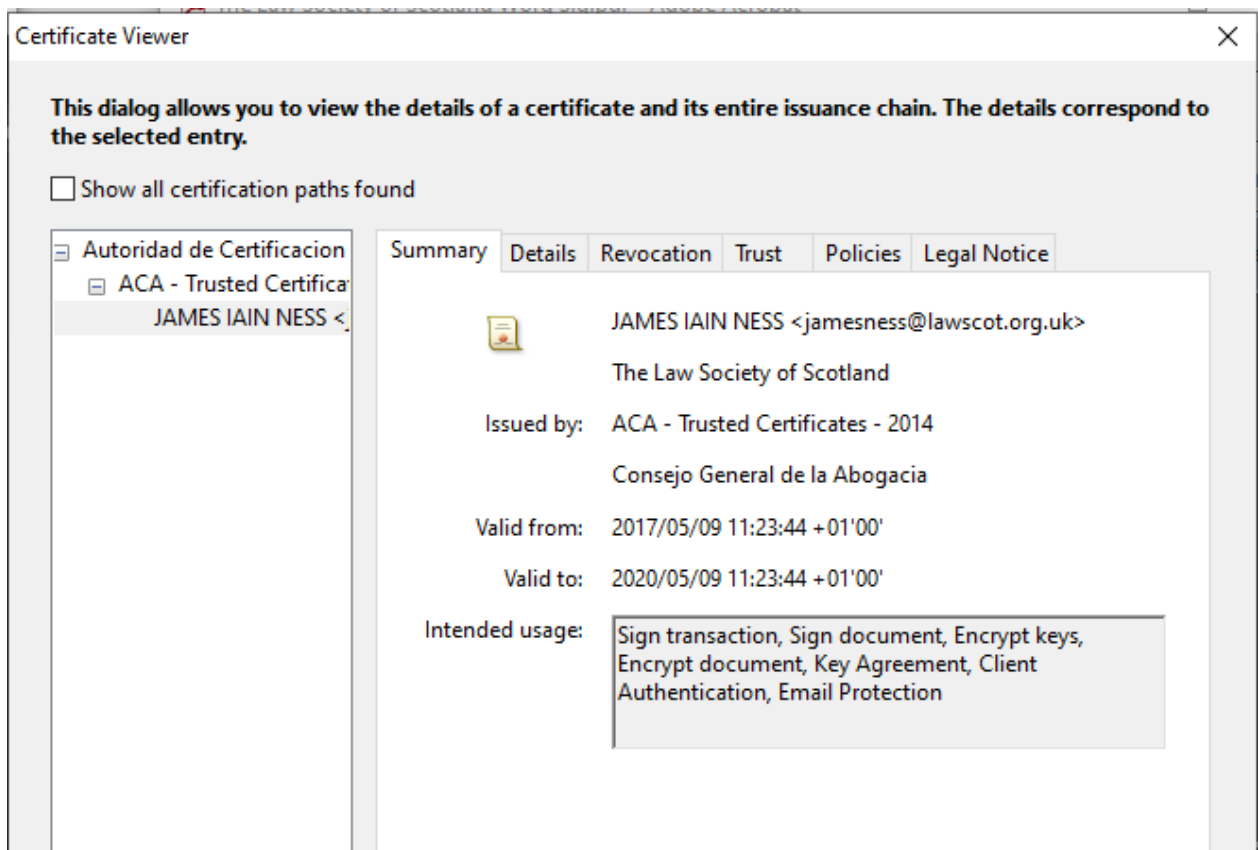 Certificate Viewer
This dialog allows you to view the details of a certificate and its entire issuance chain. The details correspond to
the selected entry.
Show all certification paths found
Autoridad de Certificacion
ACA - Trusted Certifica
JAMES IAIN NESS <j
Summary Details Revocation Trust Policies Legal Notice
JAMES IAIN NESS <jamesness@lawscot.org.uk>
The Law Society of Scotland
Issued by: ACA - Trusted Certificates - 2014
Consejo General de la Abogacia
Valid from: 2017/05/09 11:23:44 +01'00'
Valid to: 2020/05/09 11:23:44 +01'00'
Intended usage: Sign transaction, Sign document, Encrypt keys,
Encrypt document, Key Agreement, Client
Authentication, Email Protection